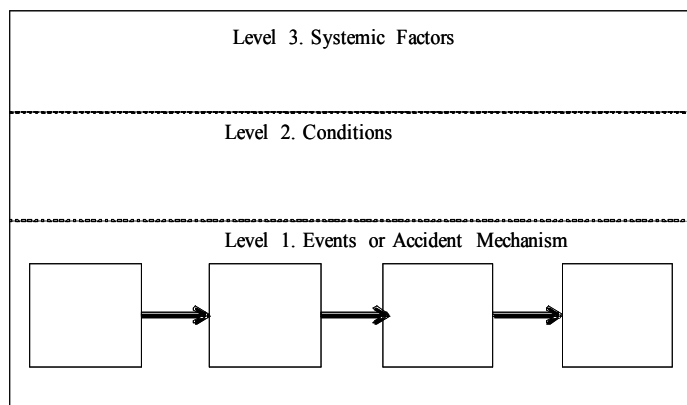 Level 3. Systemic Factors
Level 2. Conditions
Level 1. Events or Accident Mechanism